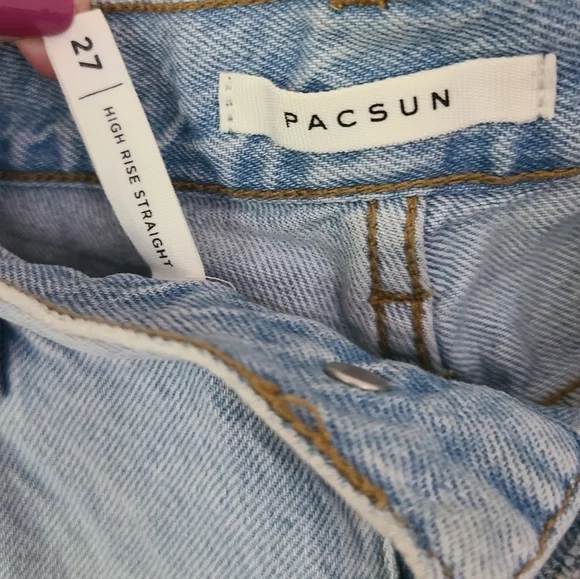 27 | HIGH RISE STRAIGHT
PACSUN